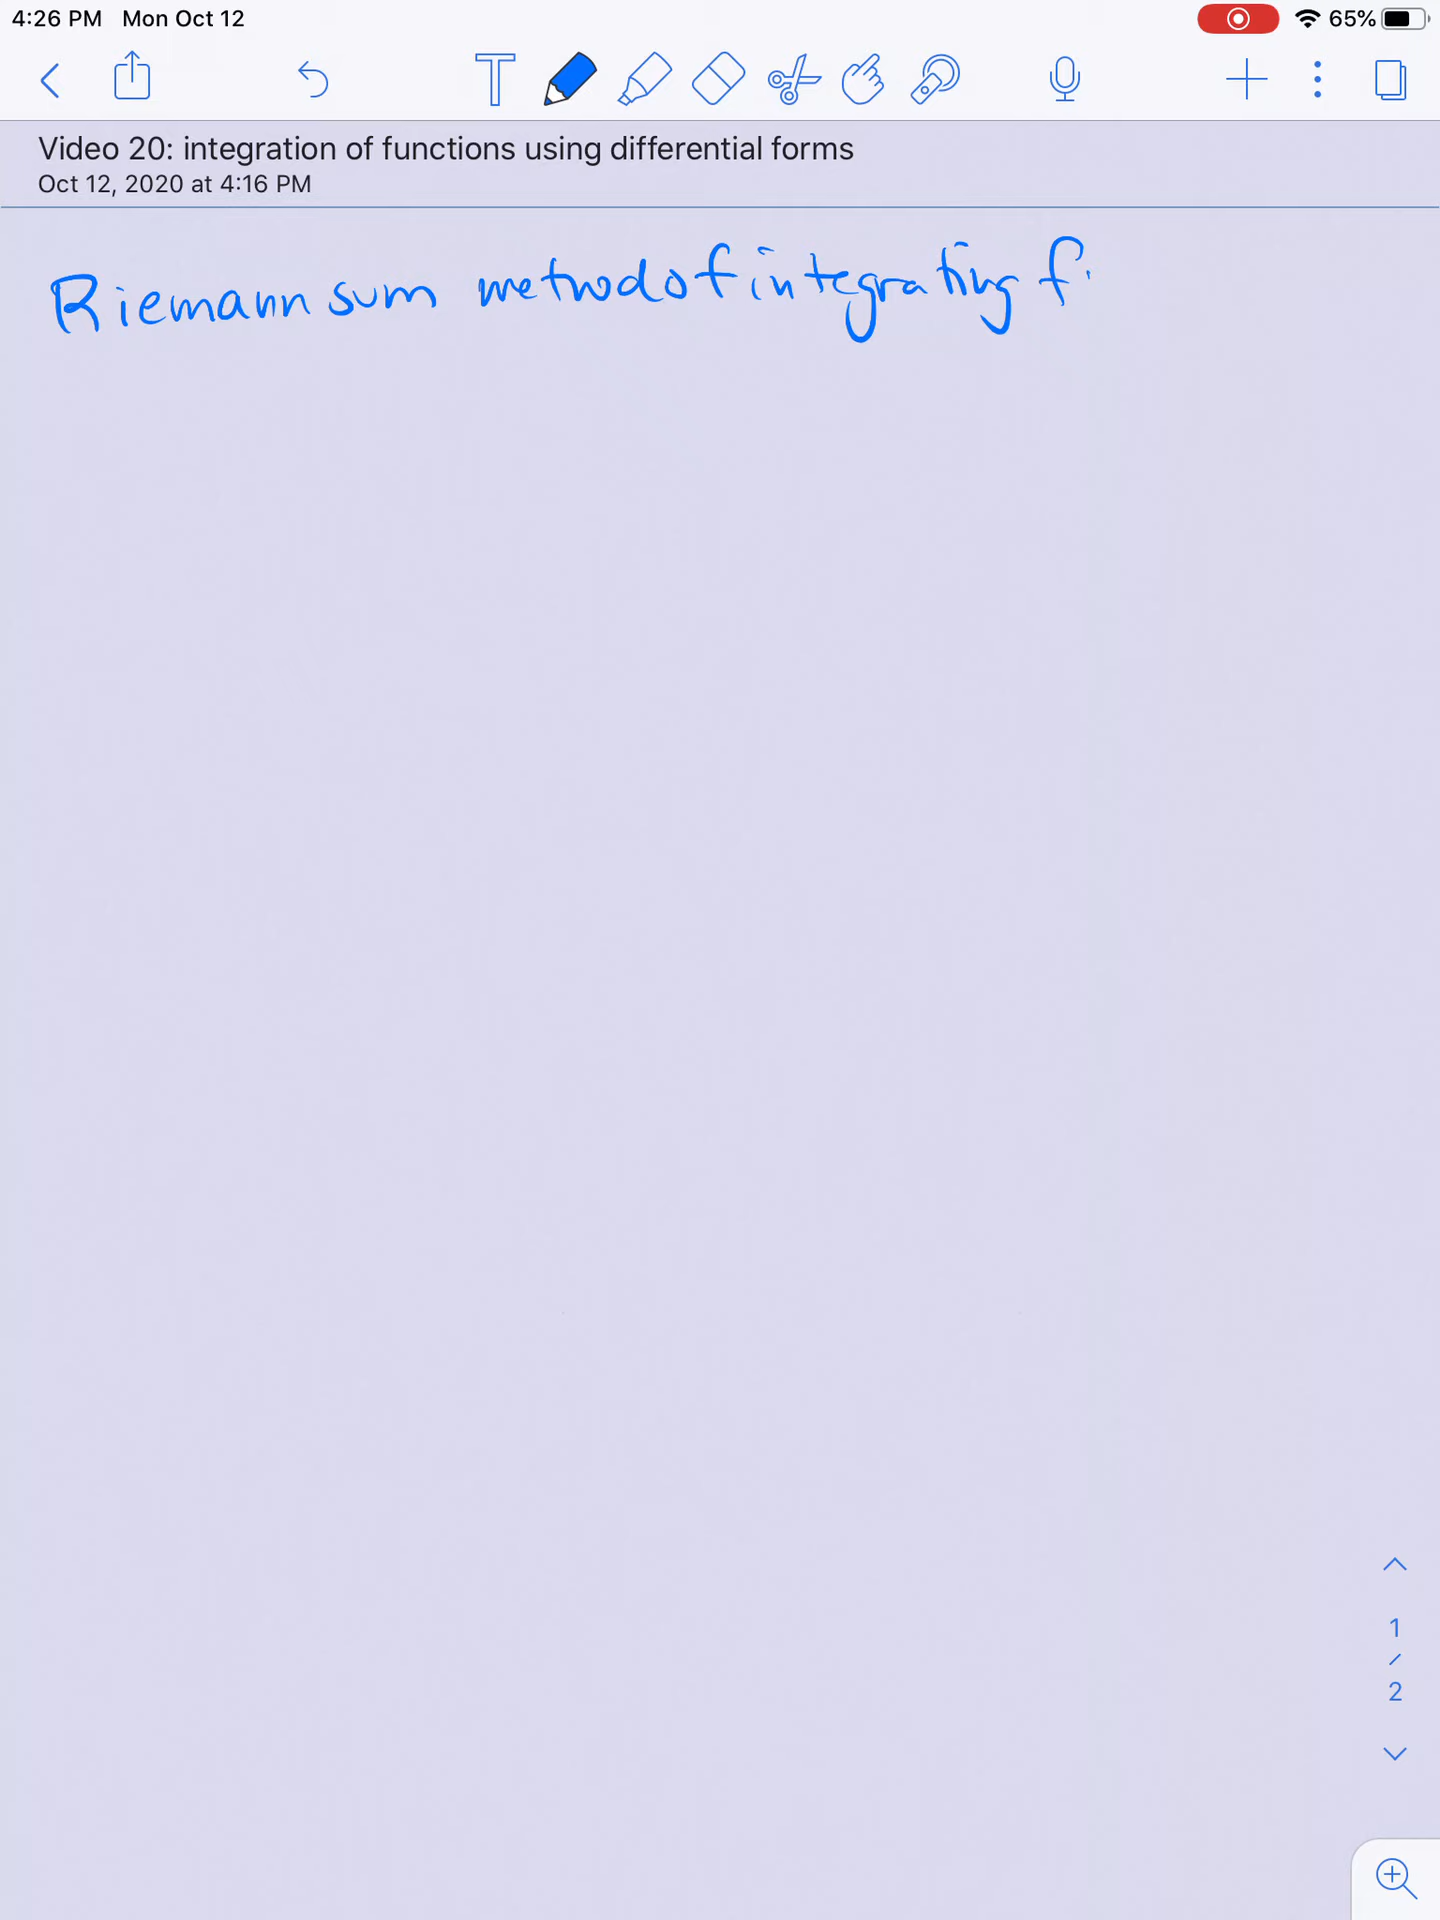 4:26 PM Mon Oct 12 65%
T
Video 20: integration of functions using differential forms
Oct 12, 2020 at 4:16 PM
Riemann sum method of integrating f
1
/
2